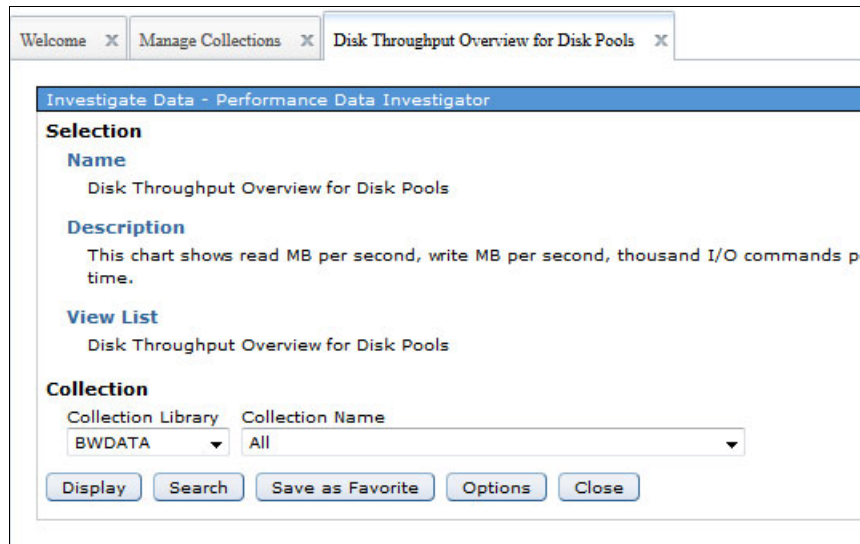 Welcome X Manage Collections X Disk Throughput Overview for Disk Pools X
Investigate Data - Performance Data Investigator
Selection
Name
Disk Throughput Overview for Disk Pools
Description
This chart shows read MB per second, write MB per second, thousand I/O commands
time.
View List
Disk Throughput Overview for Disk Pools
Collection
Collection Library Collection Name
BWDATA All
Display Search Save as Favorite Options Close